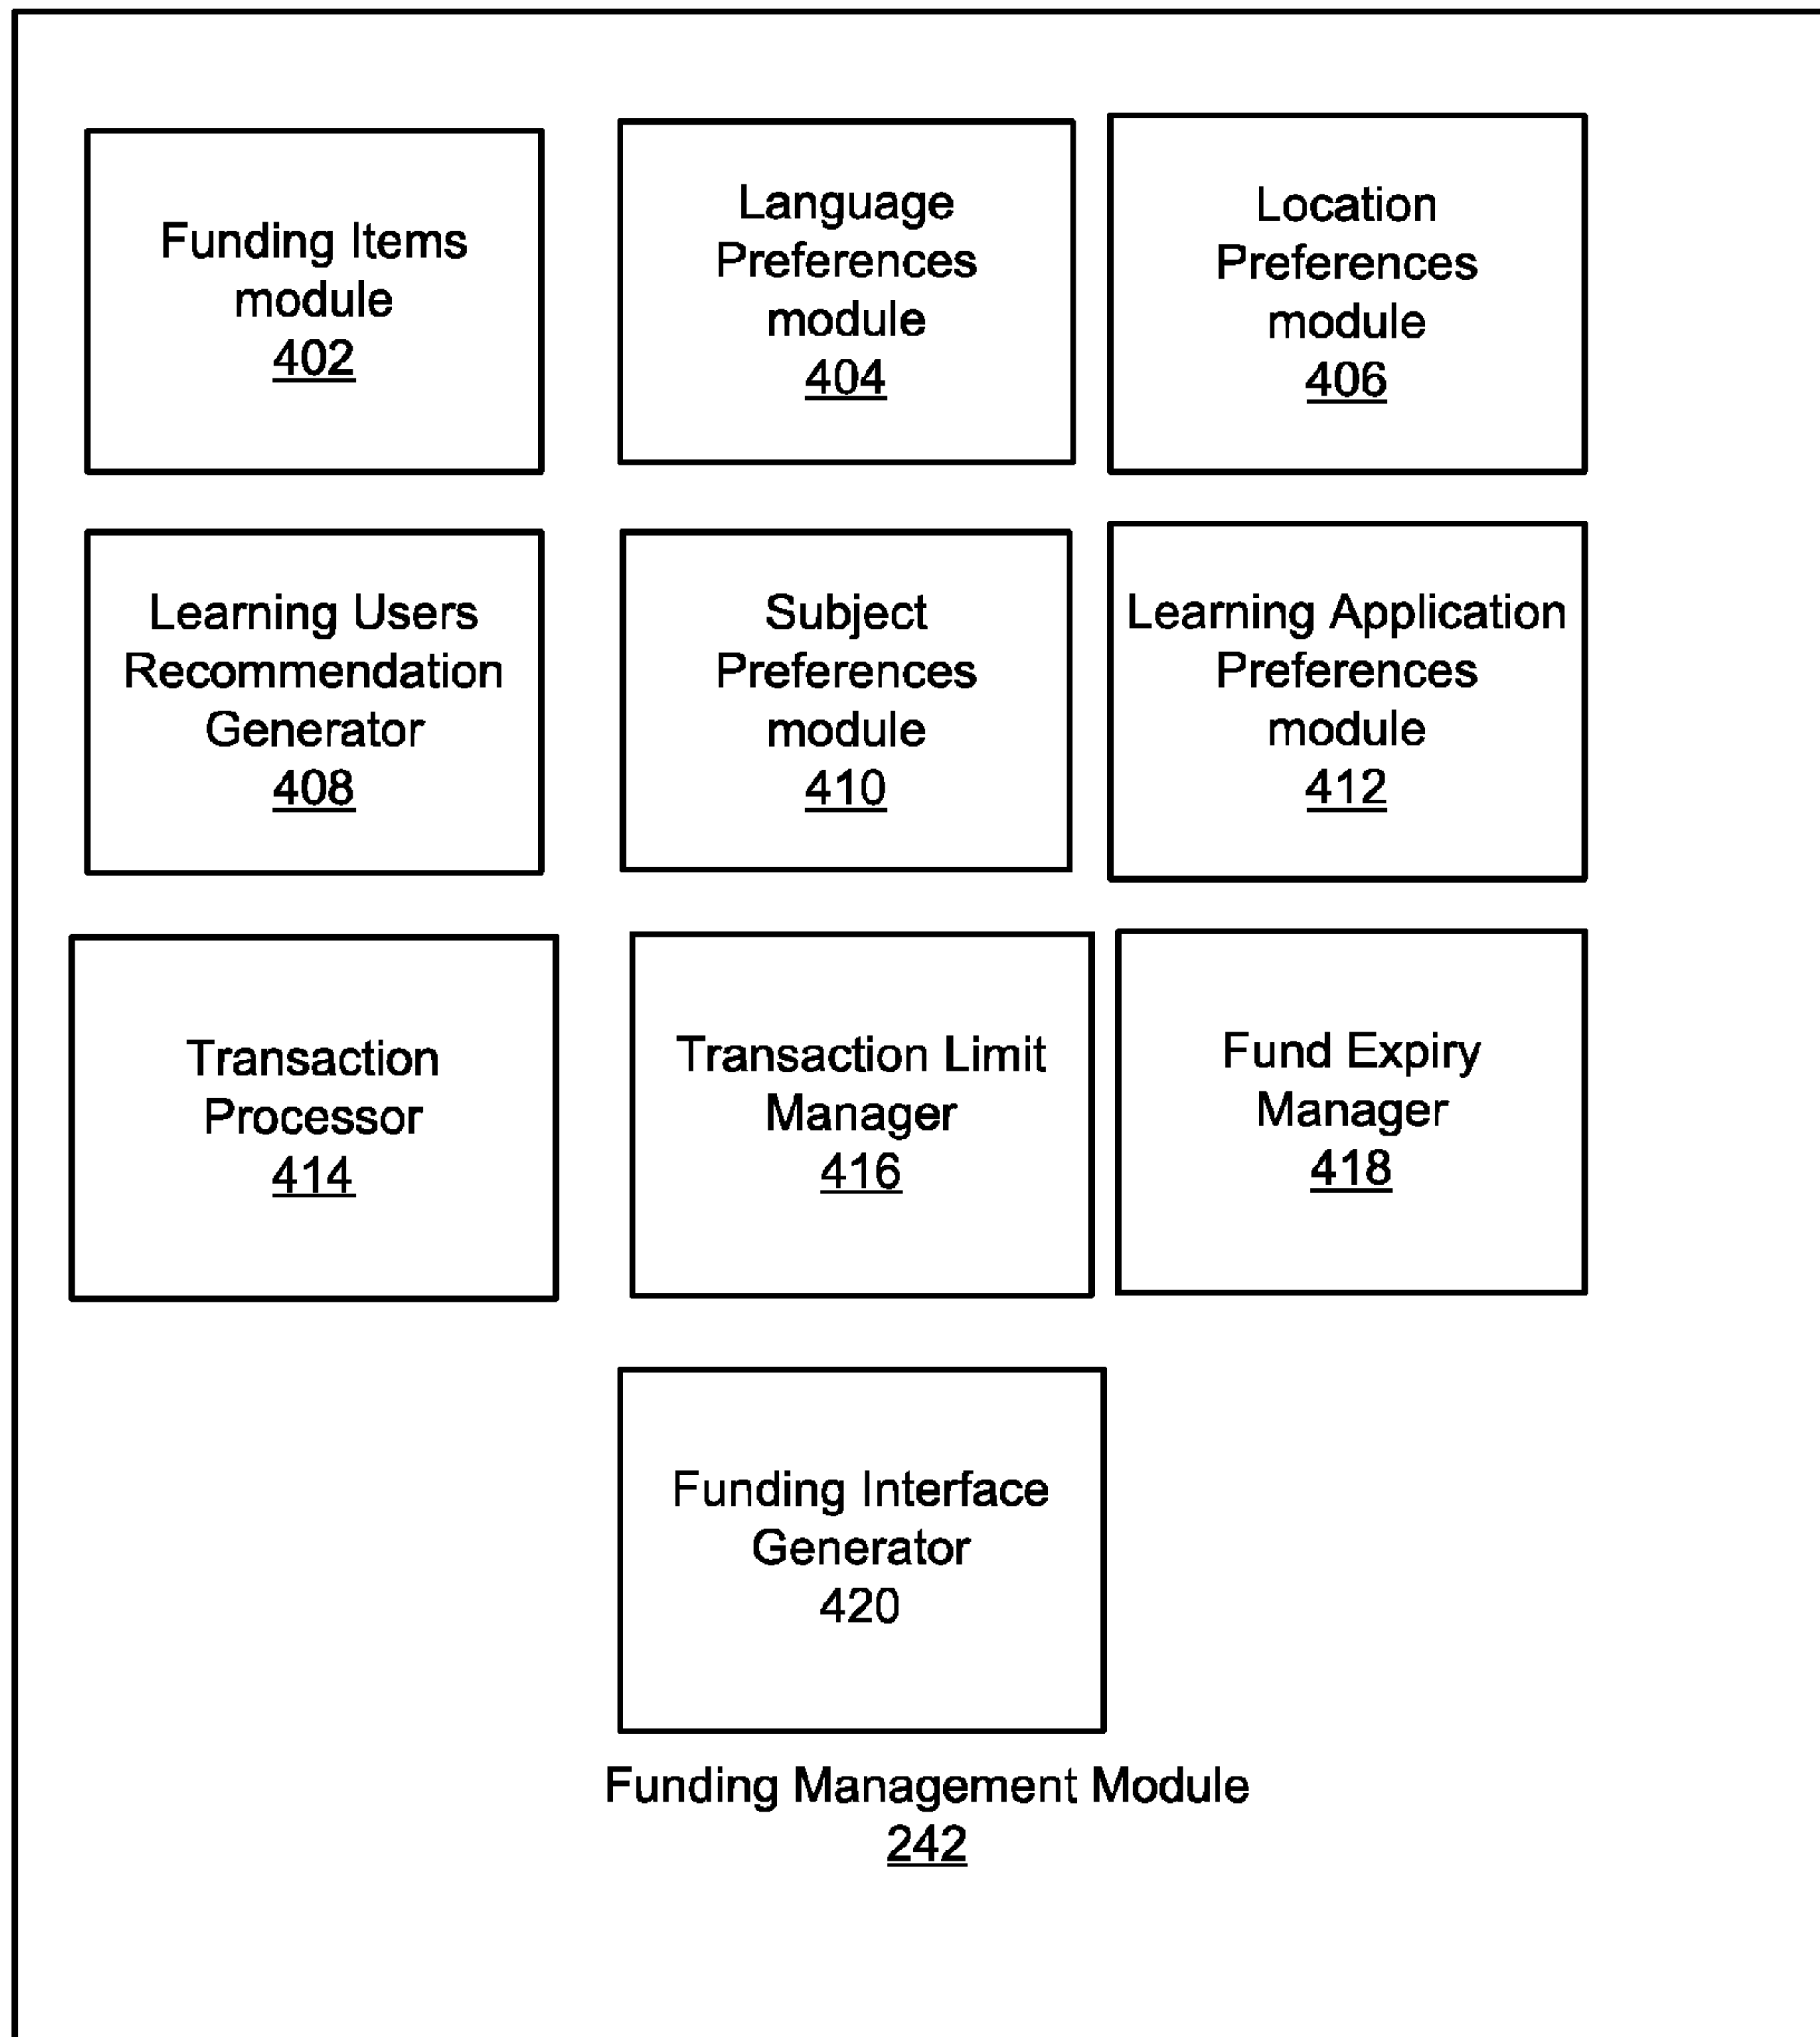 Funding Items
module
402
Language
Preferences
module
404
Location
Preferences
module
406
Learning Users
Recommendation
Generator
408
Subject
Preferences
module
410
Learning Application
Preferences
module
412
Transaction
Processor
414
Transaction Limit
Manager
416
Fund Expiry
Manager
418
Funding Interface
Generator
420
Funding Management Module
242